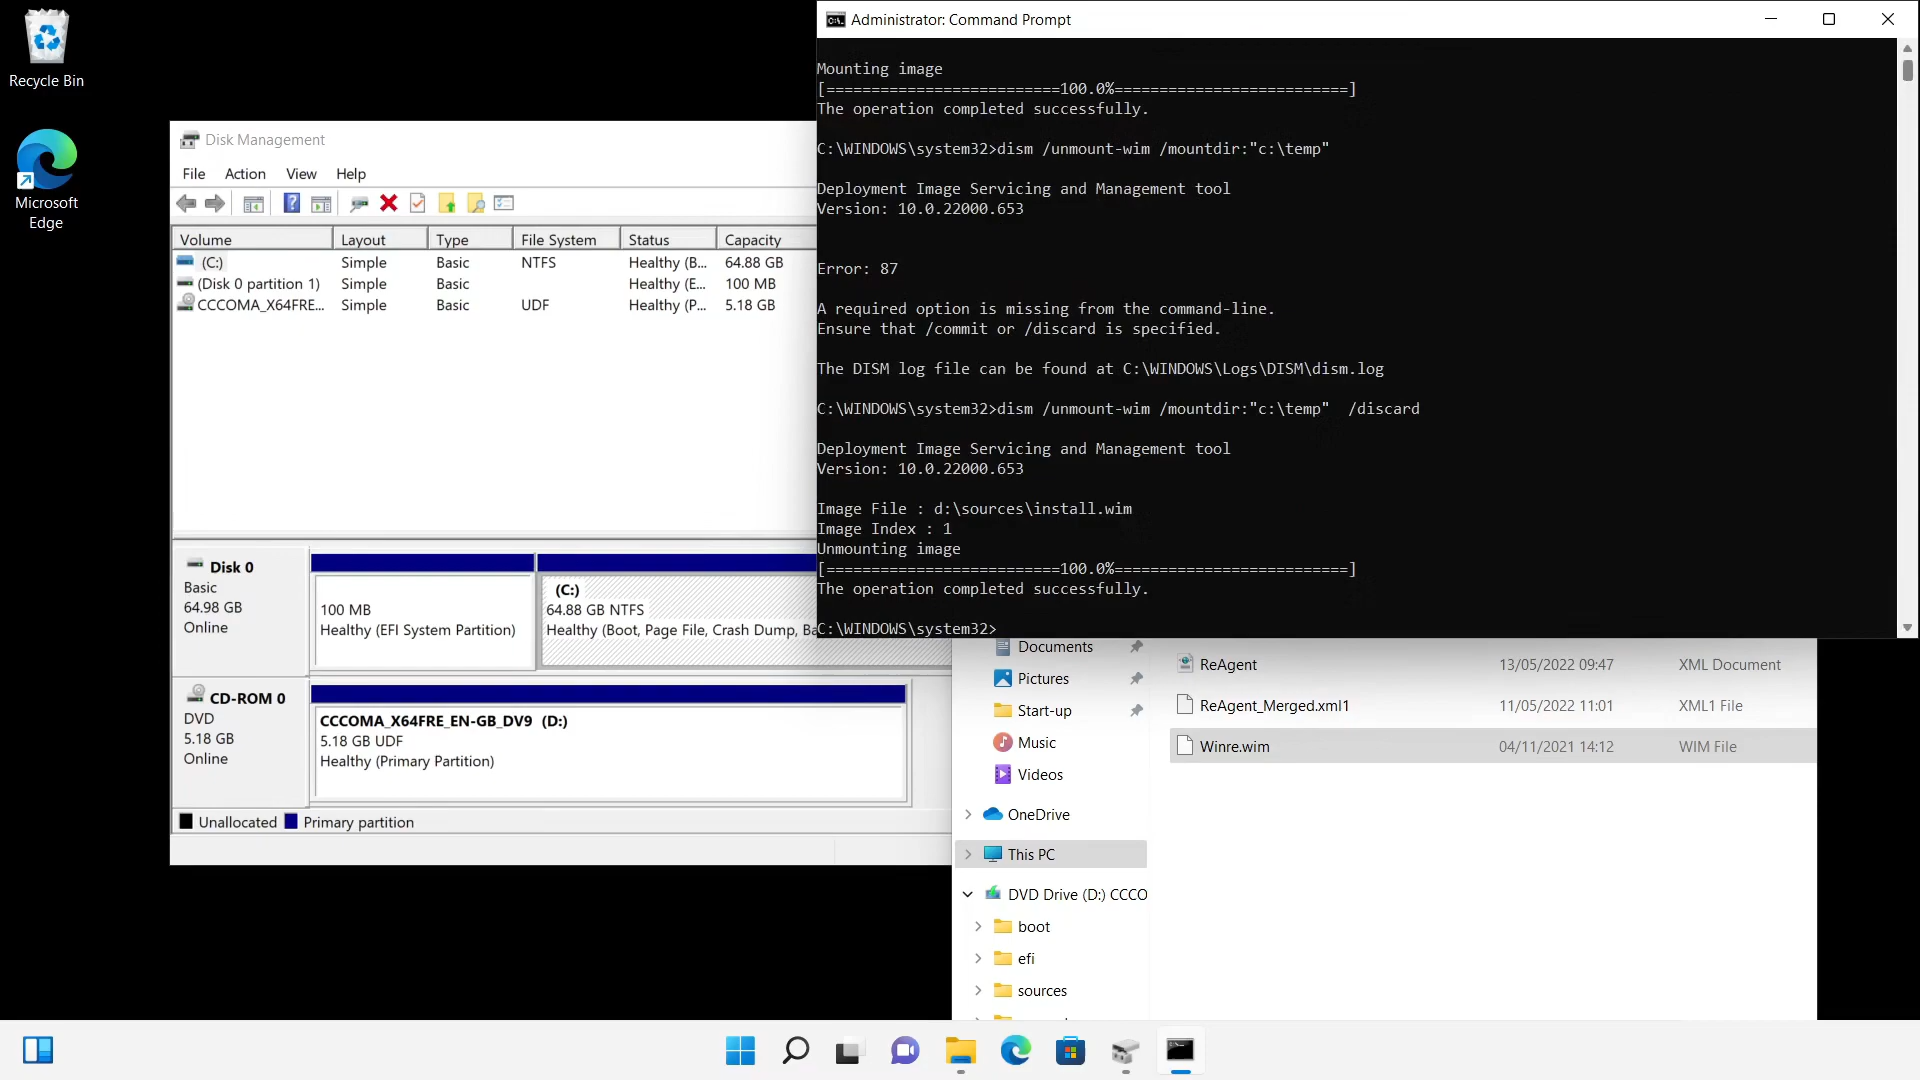 Recycle Bin
Microsoft
Edge
Disk Management
File Action View Help
Volume Layout Type File System Status Capacity
(C:) Simple Basic NTFS Healthy (B... 64.88 GB
(Disk 0 partition 1) Simple Basic Healthy (E... 100 MB
CCCOMA_X64FRE... Simple Basic UDF Healthy (P... 5.18 GB
Disk 0
Basic
64.98 GB
Online
100 MB
Healthy (EFI System Partition)
(C:)
64.88 GB NTFS
Healthy (Boot, Page File, Crash Dump, Ba
CD-ROM 0
DVD
5.18 GB
Online
CCCOMA_X64FRE_EN-GB_DV9 (D:)
5.18 GB UDF
Healthy (Primary Partition)
Unallocated Primary partition
Administrator: Command Prompt
Mounting image
[==========================100.0%==========================]
The operation completed successfully.
C:\WINDOWS\system32>dism /unmount-wim /mountdir:"c:\temp"
Deployment Image Servicing and Management tool
Version: 10.0.22000.653
Error: 87
A required option is missing from the command-line.
Ensure that /commit or /discard is specified.
The DISM log file can be found at C:\WINDOWS\Logs\DISM\dism.log
C:\WINDOWS\system32>dism /unmount-wim /mountdir:"c:\temp"  /discard
Deployment Image Servicing and Management tool
Version: 10.0.22000.653
Image File : d:\sources\install.wim
Image Index : 1
Unmounting image
[==========================100.0%==========================]
The operation completed successfully.
C:\WINDOWS\system32>
Documents
Pictures
Start-up
Music
Videos
OneDrive
This PC
DVD Drive (D:) CCCO
boot
efi
sources
ReAgent 13/05/2022 09:47 XML Document
ReAgent_Merged.xml1 11/05/2022 11:01 XML1 File
Winre.wim 04/11/2021 14:12 WIM File